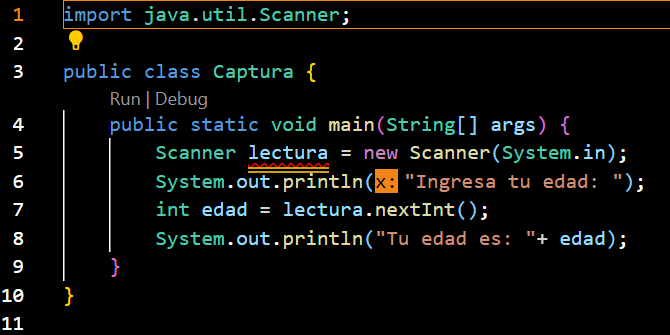 1 import java.util.Scanner;
2
3 public class Captura {
Run | Debug
4 public static void main(String[] args) {
5 Scanner lectura = new Scanner(System.in);
6 System.out.println(x: "Ingresa tu edad: ");
7 int edad = lectura.nextInt();
8 System.out.println("Tu edad es: "+ edad);
9 }
10 }
11